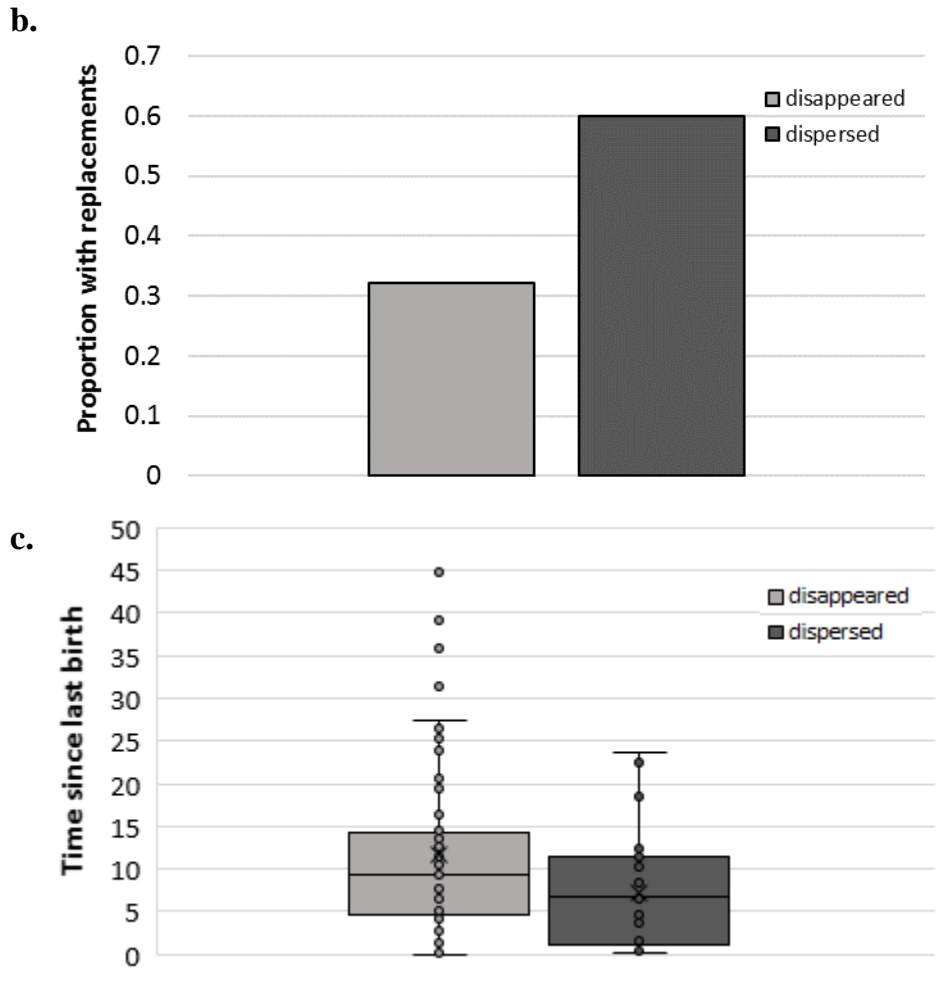 b.
Proportion with replacements
0.7
0.6
0.5
0.4
0.3
0.2
0.1
0
disappeared
dispersed
c.
Time since last birth
50
45
40
35
30
25
20
15
10
5
0
disappeared
dispersed